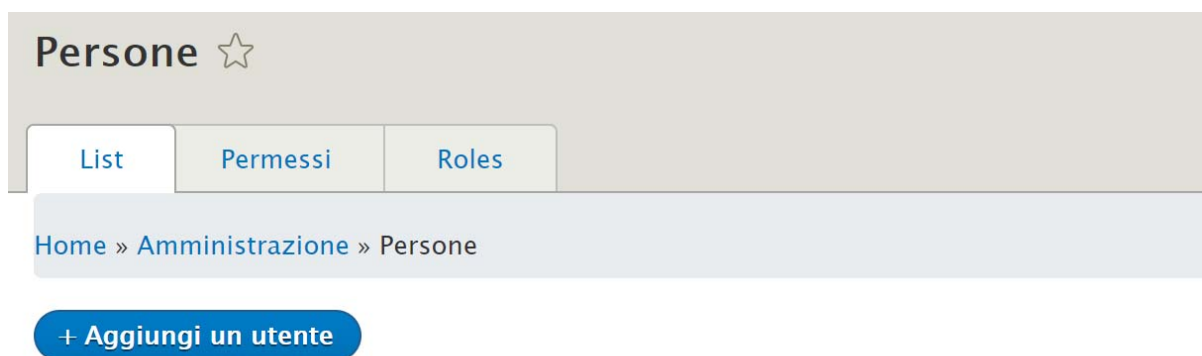 Persone
List Permessi Roles
Home » Amministrazione » Persone
+ Aggiungi un utente